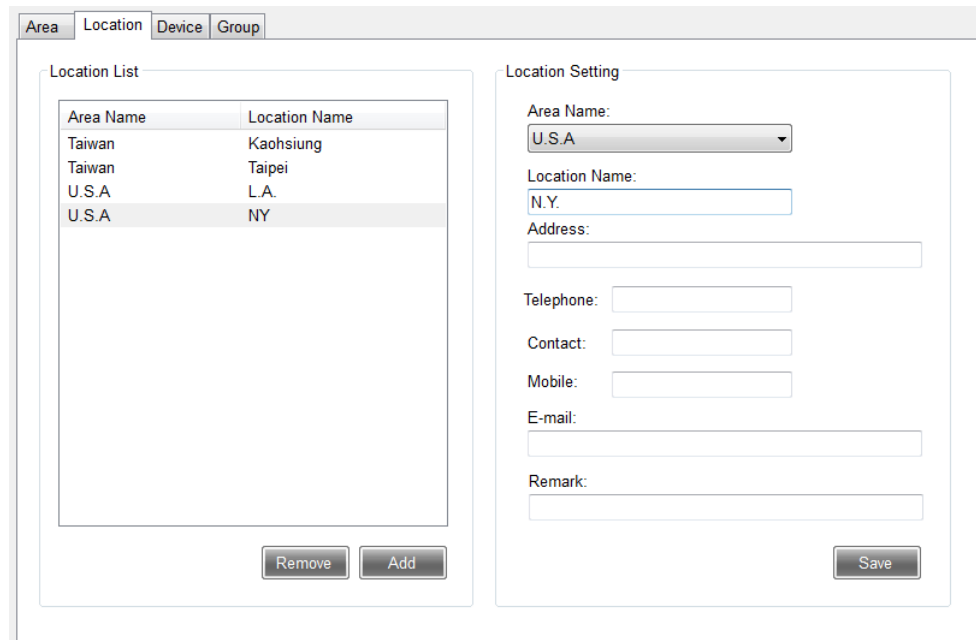 Area Location Device Group
Location List
Area Name Location Name
Taiwan Kaohsiung
Taiwan Taipei
U.S.A L.A.
U.S.A NY
Remove Add
Location Setting
Area Name:
U.S.A
Location Name:
N.Y.
Address:
Telephone:
Contact:
Mobile:
E-mail:
Remark:
Save